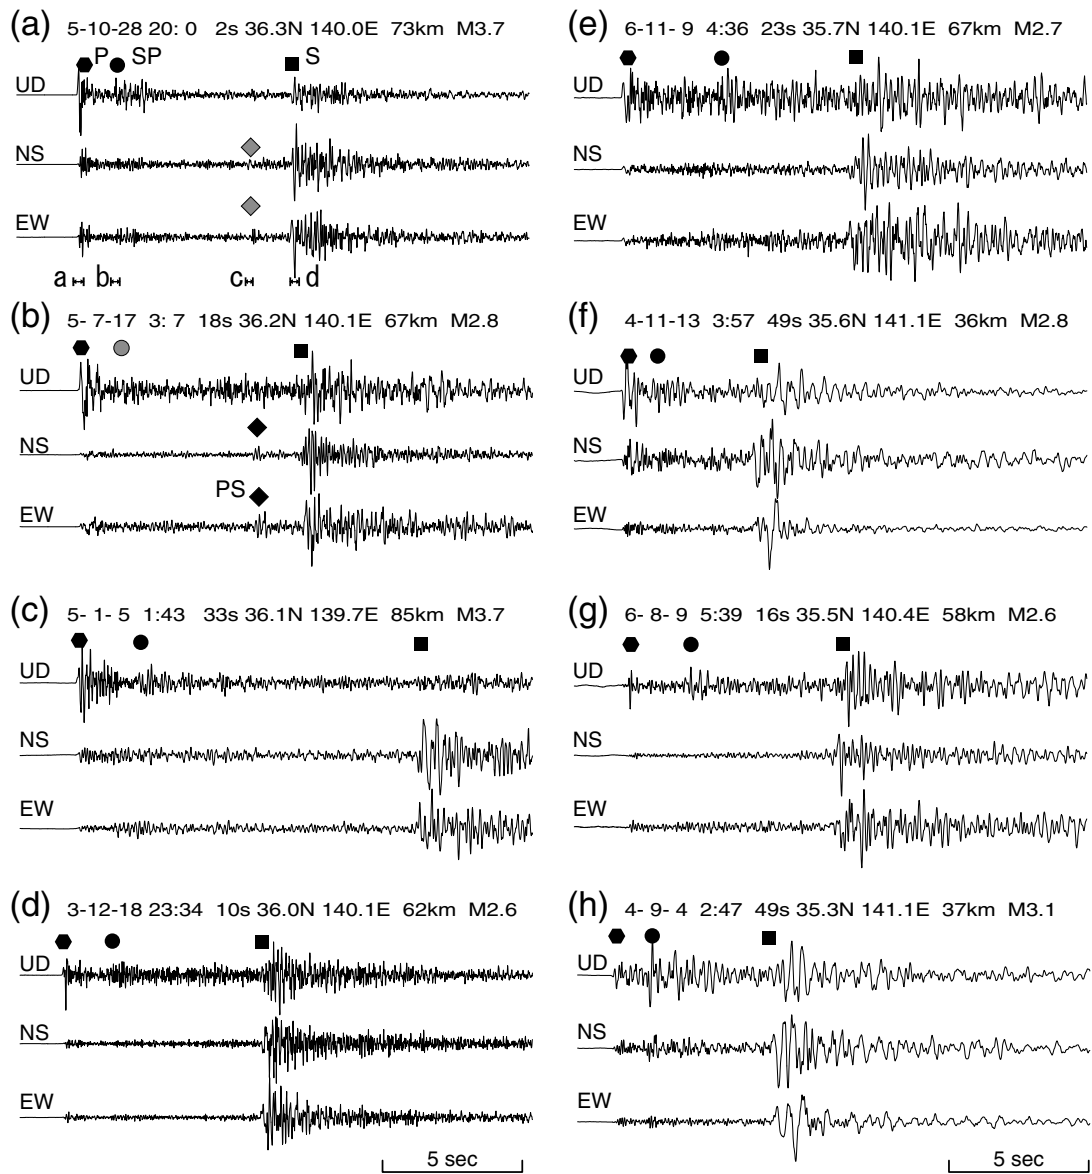 (a) 5-10-28 20: 0 2s 36.3N 140.0E 73km M3.7
P SP S
UD
NS
EW
a b c d
(b) 5- 7-17 3: 7 18s 36.2N 140.1E 67km M2.8
UD
NS
PS
EW
(c) 5- 1- 5 1:43 33s 36.1N 139.7E 85km M3.7
UD
NS
EW
(d) 3-12-18 23:34 10s 36.0N 140.1E 62km M2.6
UD
NS
EW
5 sec
(e) 6-11- 9 4:36 23s 35.7N 140.1E 67km M2.7
UD
NS
EW
(f) 4-11-13 3:57 49s 35.6N 141.1E 36km M2.8
UD
NS
EW
(g) 6- 8- 9 5:39 16s 35.5N 140.4E 58km M2.6
UD
NS
EW
(h) 4- 9- 4 2:47 49s 35.3N 141.1E 37km M3.1
UD
NS
EW
5 sec